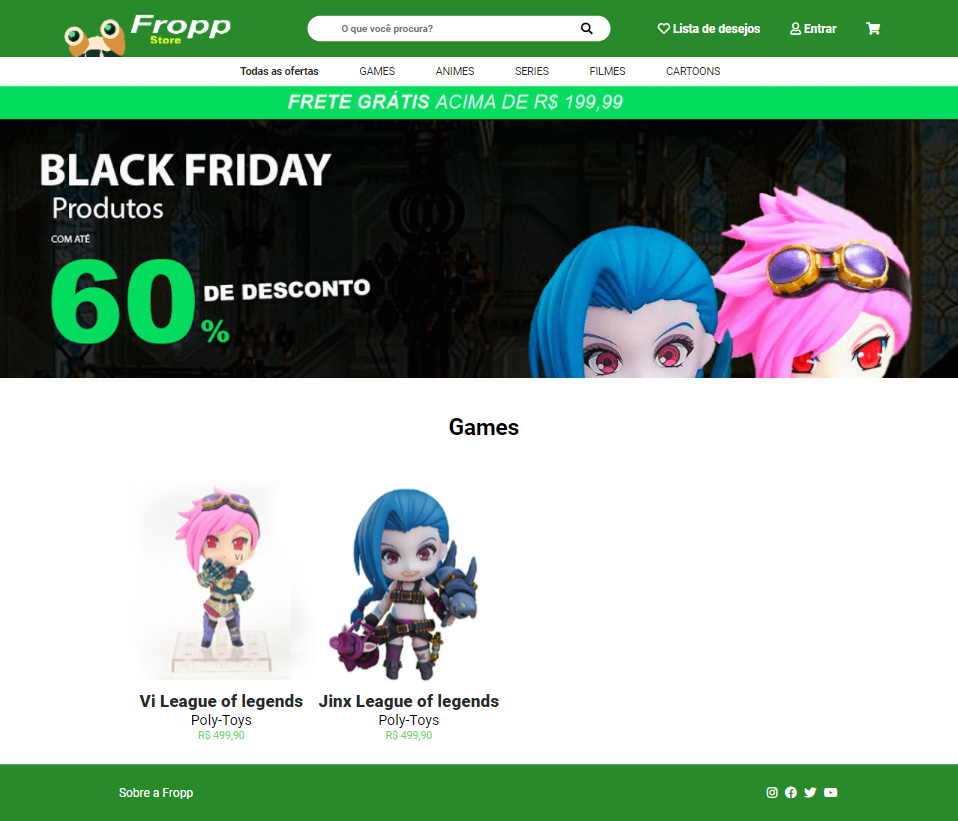 Fropp
Store
O que você procura?
Lista de desejos
Entrar
Todas as ofertas
GAMES
ANIMES
SERIES
FILMES
CARTOONS
FRETE GRÁTIS ACIMA DE R$ 199,99
BLACK FRIDAY
Produtos
COM ATÉ
60% DE DESCONTO
Games
VI
Vi League of legends
Poly-Toys
R$ 499,90
Jinx League of legends
Poly-Toys
R$ 499,90
Sobre a Fropp